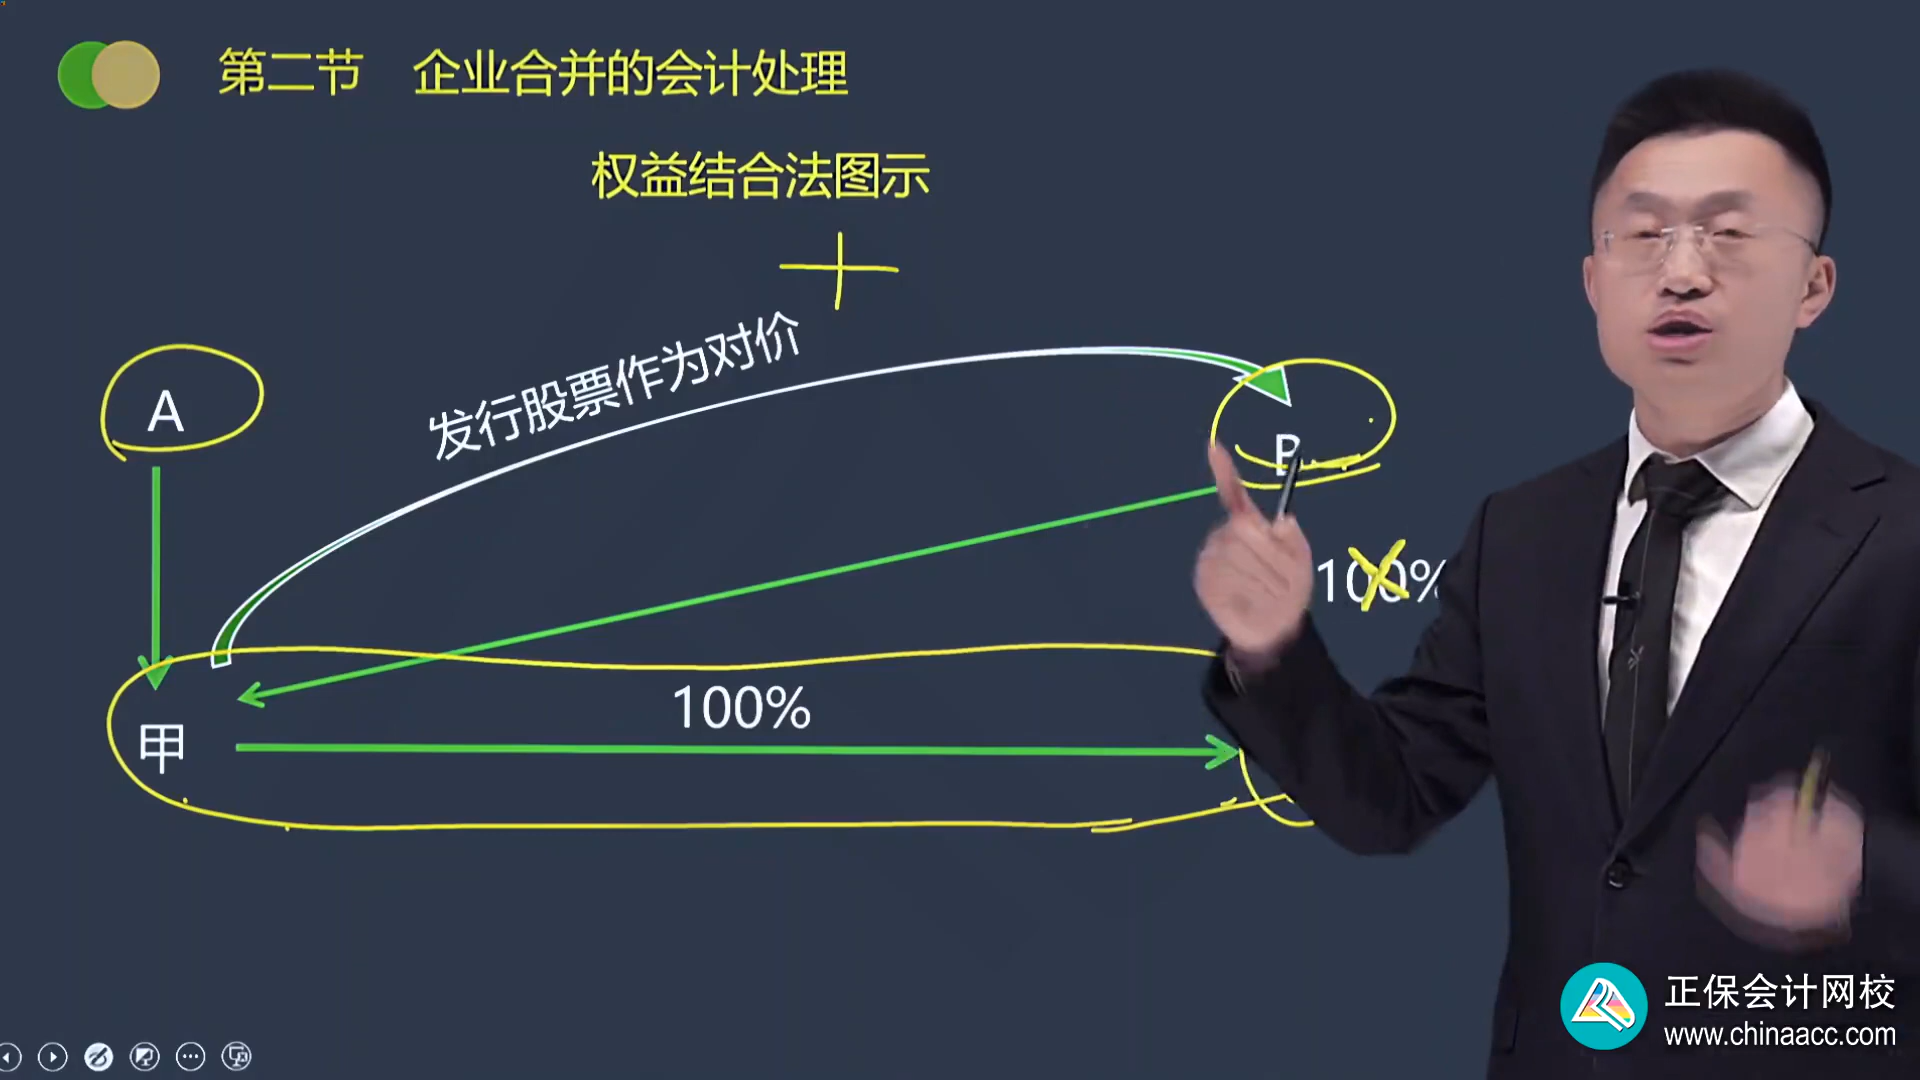 第二节 企业合并的会计处理
权益结合法图示
发行股票作为对价
A
B
100%
100%
甲
正保会计网校
www.chinaacc.com